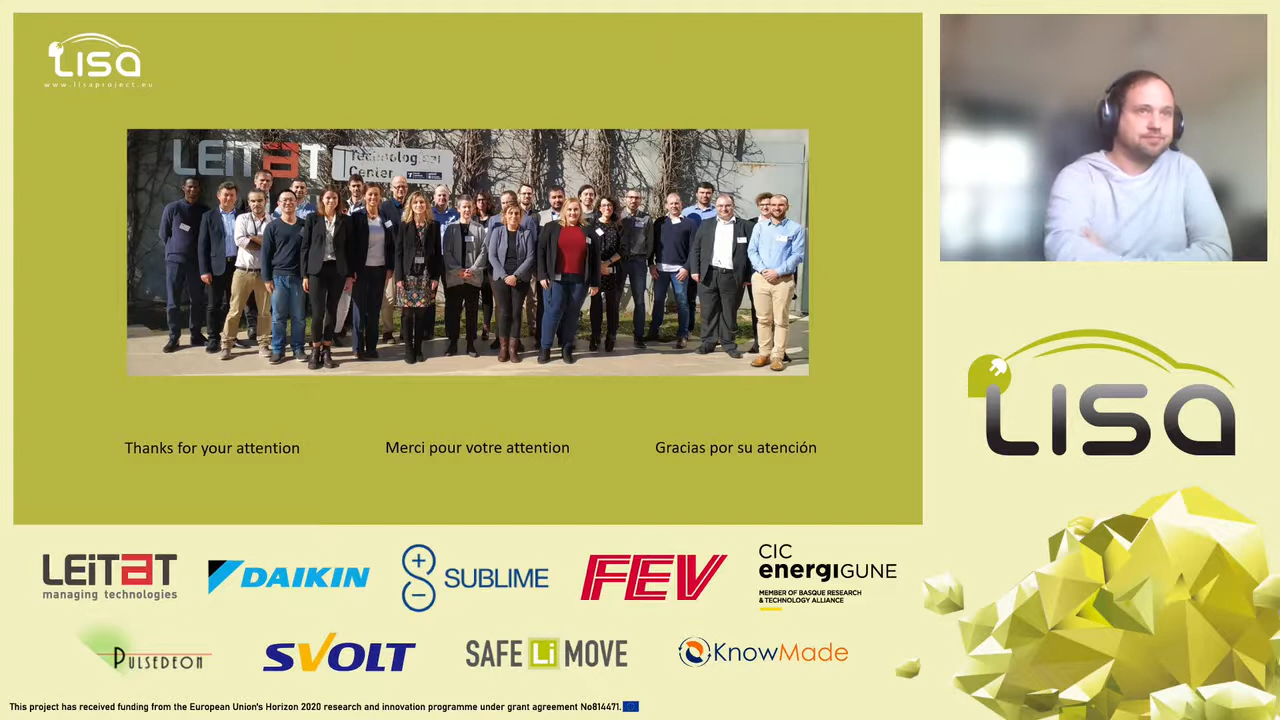 LISA
www.lisaproject.eu
LEITAT
Technological
Center
Thanks for your attention
Merci pour votre attention
Gracias por su atención
LISA
LEITAT
managing technologies
DAIKIN
SUBLIME
FEV
CIC
energiGUNE
MEMBER OF BASQUE RESEARCH
& TECHNOLOGY ALLIANCE
PULSEDEON
SVOLT
SAFE Li MOVE
KnowMade
This project has received funding from the European Union's Horizon 2020 research and innovation programme under grant agreement No814471.